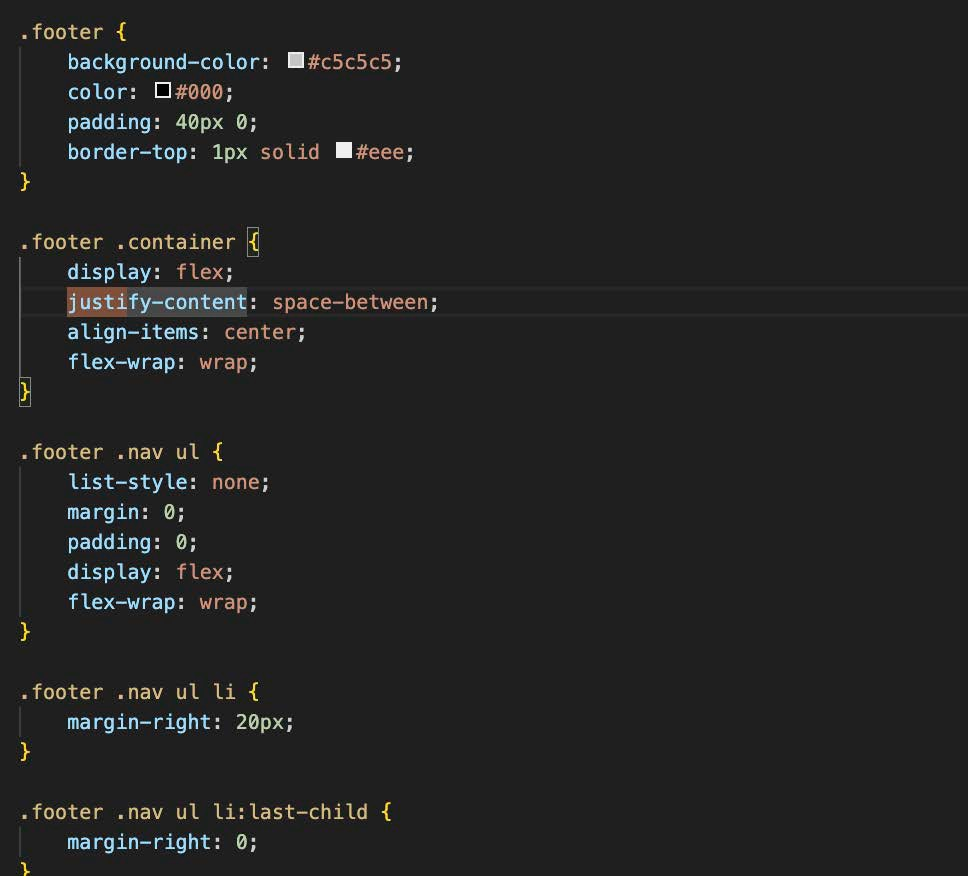 .footer {
    background-color: #c5c5c5;
    color: #000;
    padding: 40px 0;
    border-top: 1px solid #eee;
}

.footer .container {
    display: flex;
    justify-content: space-between;
    align-items: center;
    flex-wrap: wrap;
}

.footer .nav ul {
    list-style: none;
    margin: 0;
    padding: 0;
    display: flex;
    flex-wrap: wrap;
}

.footer .nav ul li {
    margin-right: 20px;
}

.footer .nav ul li:last-child {
    margin-right: 0;
}